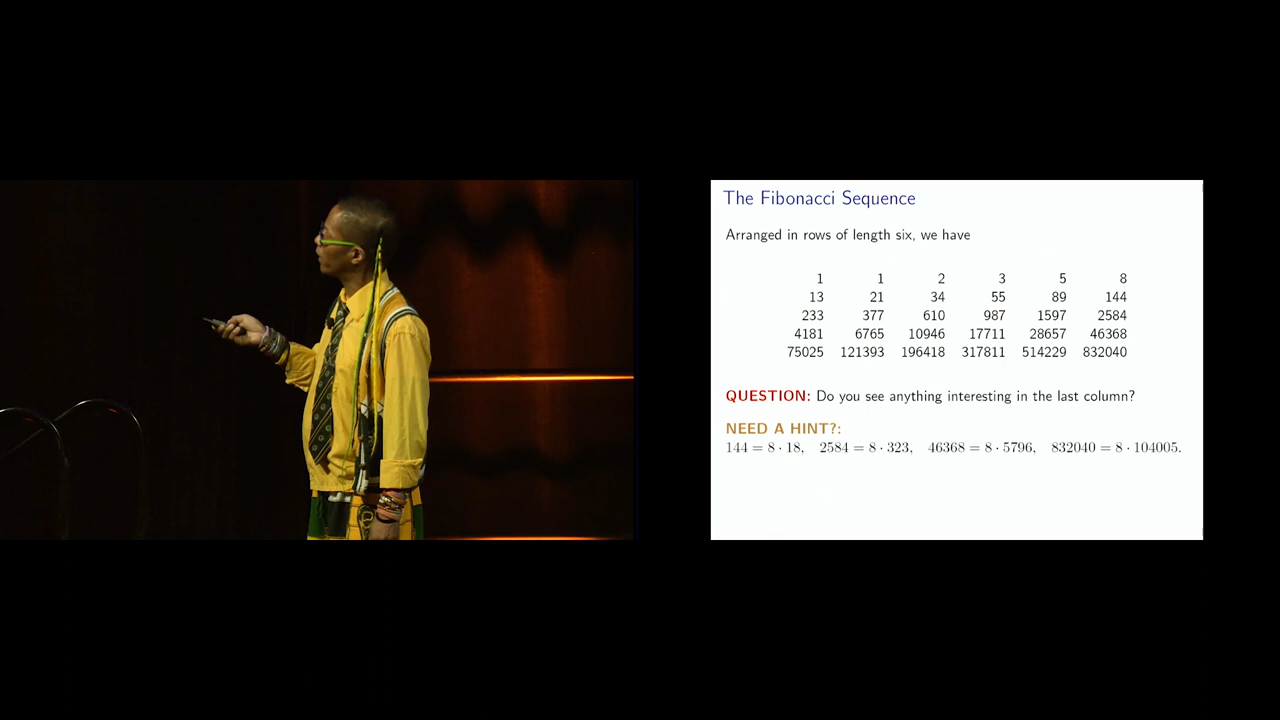 The Fibonacci Sequence
Arranged in rows of length six, we have
1 1 2 3 5 8
13 21 34 55 89 144
233 377 610 987 1597 2584
4181 6765 10946 17711 28657 46368
75025 121393 196418 317811 514229 832040
QUESTION: Do you see anything interesting in the last column?
NEED A HINT?:
144 = 8 · 18, 2584 = 8 · 323, 46368 = 8 · 5796, 832040 = 8 · 104005.